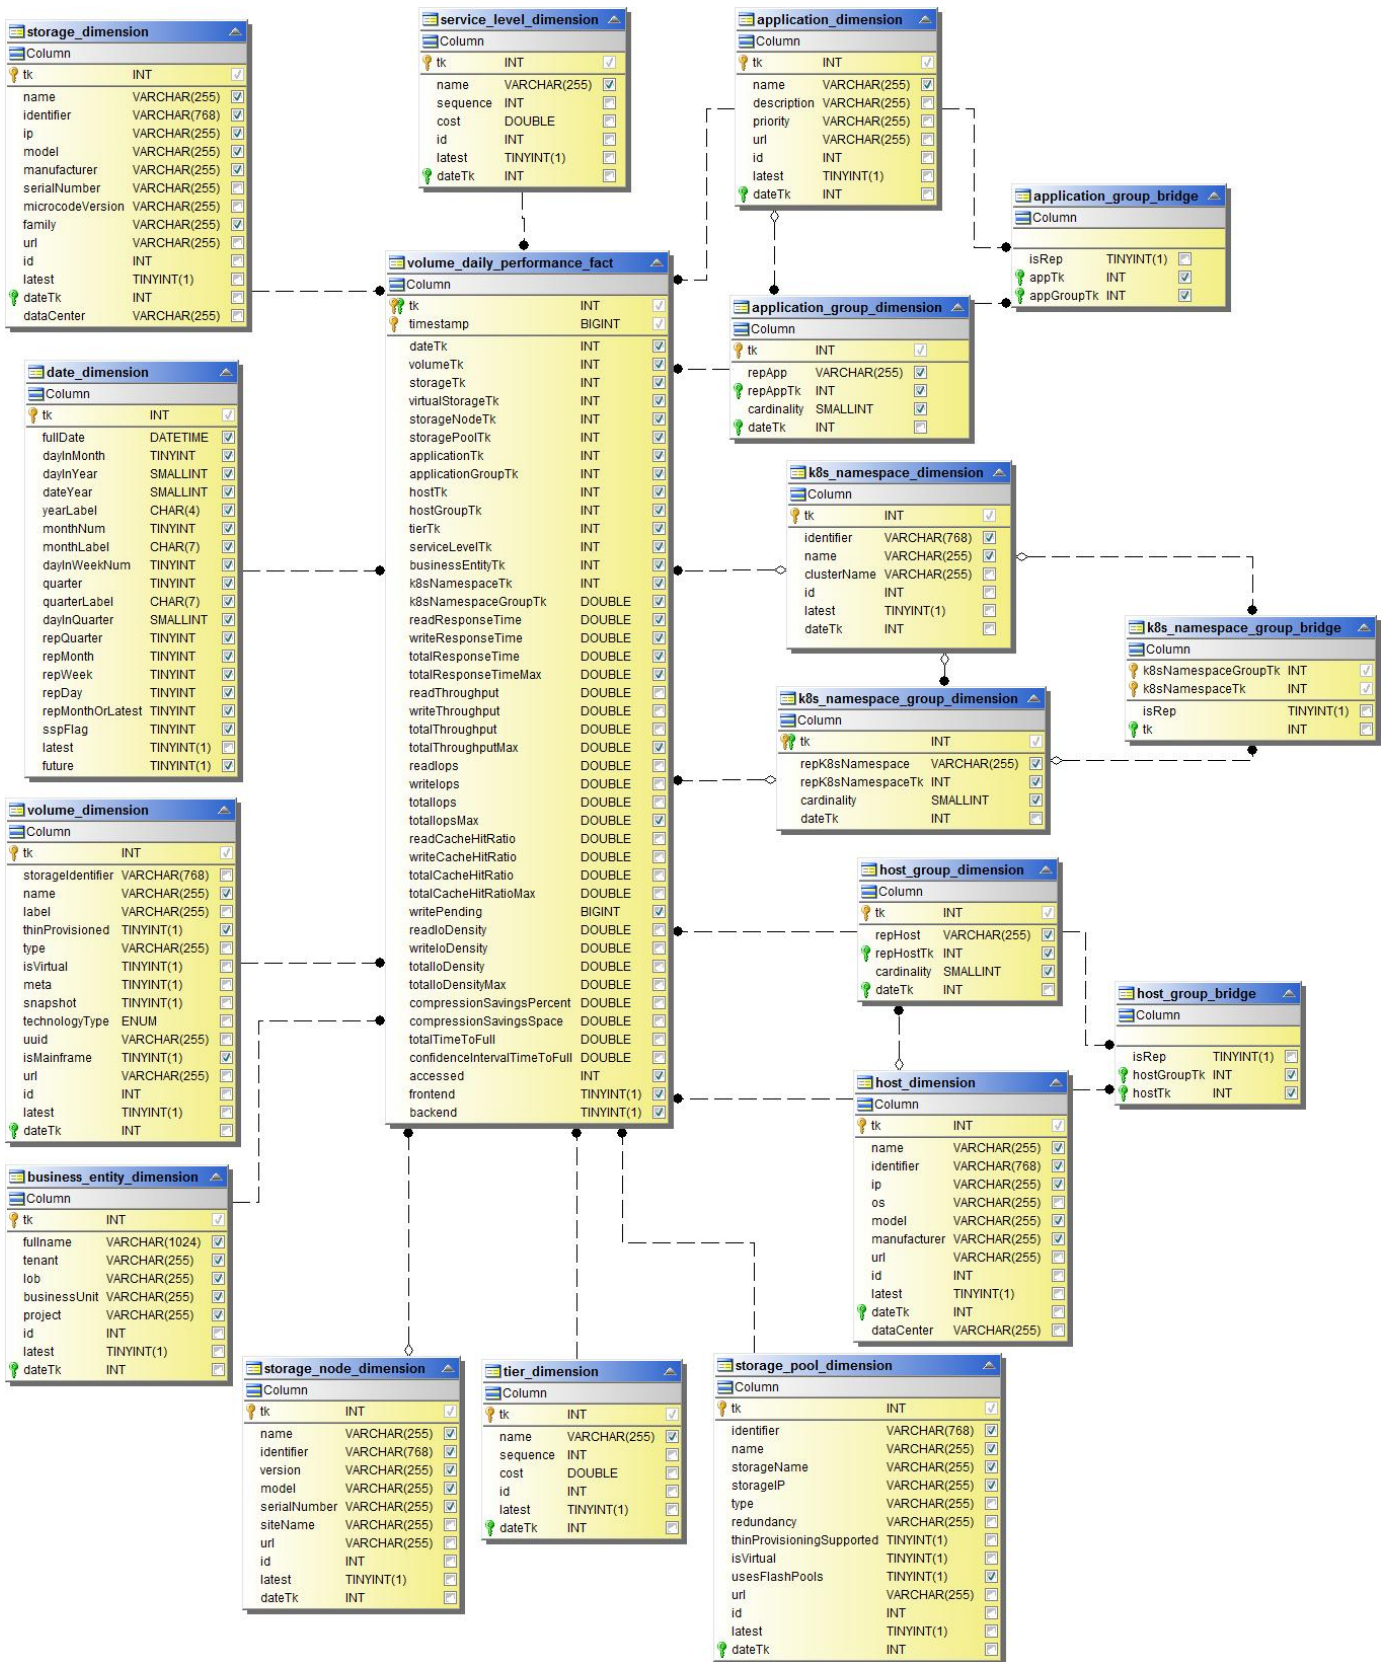 storage_dimension
Column
tk INT
name VARCHAR(255)
identifier VARCHAR(768)
ip VARCHAR(255)
model VARCHAR(255)
manufacturer VARCHAR(255)
serialNumber VARCHAR(255)
microcodeVersion VARCHAR(255)
family VARCHAR(255)
url VARCHAR(255)
id INT
latest TINYINT(1)
dateTk INT
dataCenter VARCHAR(255)
service_level_dimension
Column
tk INT
name VARCHAR(255)
sequence INT
cost DOUBLE
id INT
latest TINYINT(1)
dateTk INT
application_dimension
Column
tk INT
name VARCHAR(255)
description VARCHAR(255)
priority VARCHAR(255)
url VARCHAR(255)
id INT
latest TINYINT(1)
dateTk INT
application_group_bridge
Column
isRep TINYINT(1)
appTk INT
appGroupTk INT
volume_daily_performance_fact
Column
tk INT
timestamp BIGINT
dateTk INT
volumeTk INT
storageTk INT
virtualStorageTk INT
storageNodeTk INT
storagePoolTk INT
applicationTk INT
applicationGroupTk INT
hostTk INT
hostGroupTk INT
tierTk INT
serviceLevelTk INT
businessEntityTk INT
k8sNamespaceTk INT
k8sNamespaceGroupTk DOUBLE
readResponseTime DOUBLE
writeResponseTime DOUBLE
totalResponseTime DOUBLE
totalResponseTimeMax DOUBLE
readThroughput DOUBLE
writeThroughput DOUBLE
totalThroughput DOUBLE
totalThroughputMax DOUBLE
readIops DOUBLE
writeIops DOUBLE
totalIops DOUBLE
totalIopsMax DOUBLE
readCacheHitRatio DOUBLE
writeCacheHitRatio DOUBLE
totalCacheHitRatio DOUBLE
totalCacheHitRatioMax DOUBLE
writePending BIGINT
readIoDensity DOUBLE
writeIoDensity DOUBLE
totalIoDensity DOUBLE
totalIoDensityMax DOUBLE
compressionSavingsPercent DOUBLE
compressionSavingsSpace DOUBLE
totalTimeToFull DOUBLE
confidenceIntervalTimeToFull DOUBLE
accessed INT
frontend TINYINT(1)
backend TINYINT(1)
application_group_dimension
Column
tk INT
repApp VARCHAR(255)
repAppTk INT
cardinality SMALLINT
dateTk INT
date_dimension
Column
tk INT
fullDate DATETIME
dayInMonth TINYINT
dayInYear SMALLINT
dateYear SMALLINT
yearLabel CHAR(4)
monthNum TINYINT
monthLabel CHAR(7)
dayInWeekNum TINYINT
quarter TINYINT
quarterLabel CHAR(7)
dayInQuarter SMALLINT
repQuarter TINYINT
repMonth TINYINT
repWeek TINYINT
repDay TINYINT
repMonthOrLatest TINYINT
sspFlag TINYINT
latest TINYINT(1)
future TINYINT(1)
k8s_namespace_dimension
Column
tk INT
identifier VARCHAR(768)
name VARCHAR(255)
clusterName VARCHAR(255)
id INT
latest TINYINT(1)
dateTk INT
k8s_namespace_group_bridge
Column
k8sNamespaceGroupTk INT
k8sNamespaceTk INT
isRep TINYINT(1)
tk INT
k8s_namespace_group_dimension
Column
tk INT
repK8sNamespace VARCHAR(255)
repK8sNamespaceTk INT
cardinality SMALLINT
dateTk INT
volume_dimension
Column
tk INT
storageIdentifier VARCHAR(768)
name VARCHAR(255)
label VARCHAR(255)
thinProvisioned TINYINT(1)
type VARCHAR(255)
isVirtual TINYINT(1)
meta TINYINT(1)
snapshot TINYINT(1)
technologyType ENUM
uuid VARCHAR(255)
isMainframe TINYINT(1)
url VARCHAR(255)
id INT
latest TINYINT(1)
dateTk INT
host_group_dimension
Column
tk INT
repHost VARCHAR(255)
repHostTk INT
cardinality SMALLINT
dateTk INT
host_group_bridge
Column
isRep TINYINT(1)
hostGroupTk INT
hostTk INT
host_dimension
Column
tk INT
name VARCHAR(255)
identifier VARCHAR(768)
ip VARCHAR(255)
os VARCHAR(255)
model VARCHAR(255)
manufacturer VARCHAR(255)
url VARCHAR(255)
id INT
latest TINYINT(1)
dateTk INT
dataCenter VARCHAR(255)
business_entity_dimension
Column
tk INT
fullname VARCHAR(1024)
tenant VARCHAR(255)
lob VARCHAR(255)
businessUnit VARCHAR(255)
project VARCHAR(255)
id INT
latest TINYINT(1)
dateTk INT
storage_node_dimension
Column
tk INT
name VARCHAR(255)
identifier VARCHAR(768)
version VARCHAR(255)
model VARCHAR(255)
serialNumber VARCHAR(255)
siteName VARCHAR(255)
url VARCHAR(255)
id INT
latest TINYINT(1)
dateTk INT
tier_dimension
Column
tk INT
name VARCHAR(255)
sequence INT
cost DOUBLE
id INT
latest TINYINT(1)
dateTk INT
storage_pool_dimension
Column
tk INT
identifier VARCHAR(768)
name VARCHAR(255)
storageName VARCHAR(255)
storageIP VARCHAR(255)
type VARCHAR(255)
redundancy VARCHAR(255)
thinProvisioningSupported TINYINT(1)
isVirtual TINYINT(1)
usesFlashPools TINYINT(1)
url VARCHAR(255)
id INT
latest TINYINT(1)
dateTk INT